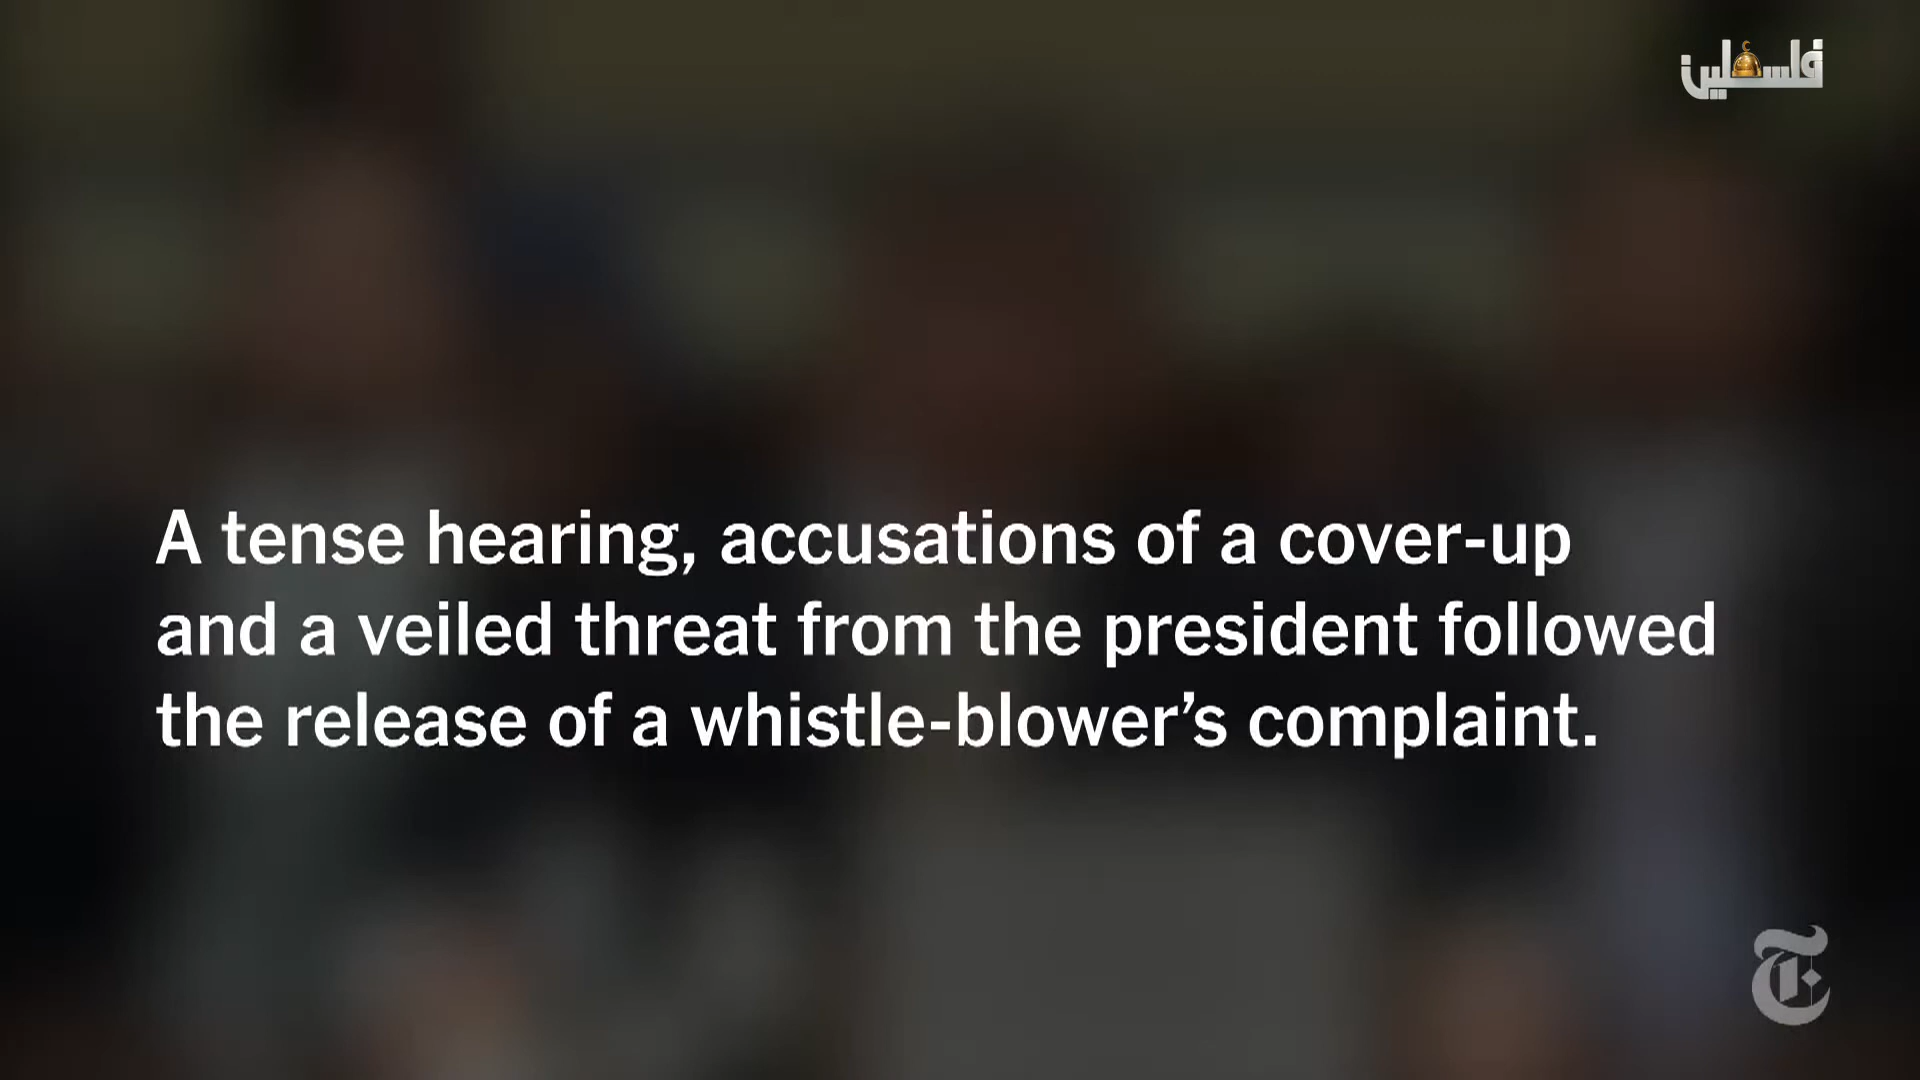 فلسطين
A tense hearing, accusations of a cover-up
and a veiled threat from the president followed
the release of a whistle-blower’s complaint.
T